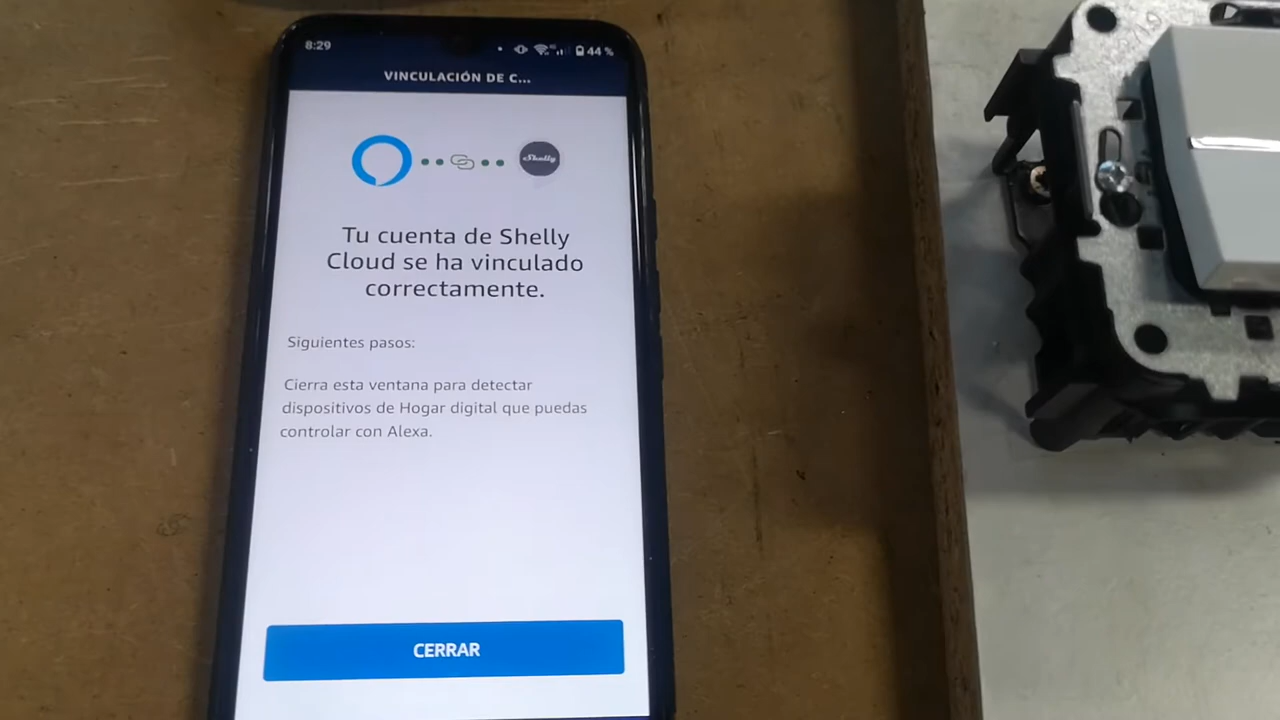 8:29
44 %
VINCULACIÓN DE C...
Shelly
Tu cuenta de Shelly
Cloud se ha vinculado
correctamente.
Siguientes pasos:
Cierra esta ventana para detectar
dispositivos de Hogar digital que puedas
controlar con Alexa.
CERRAR